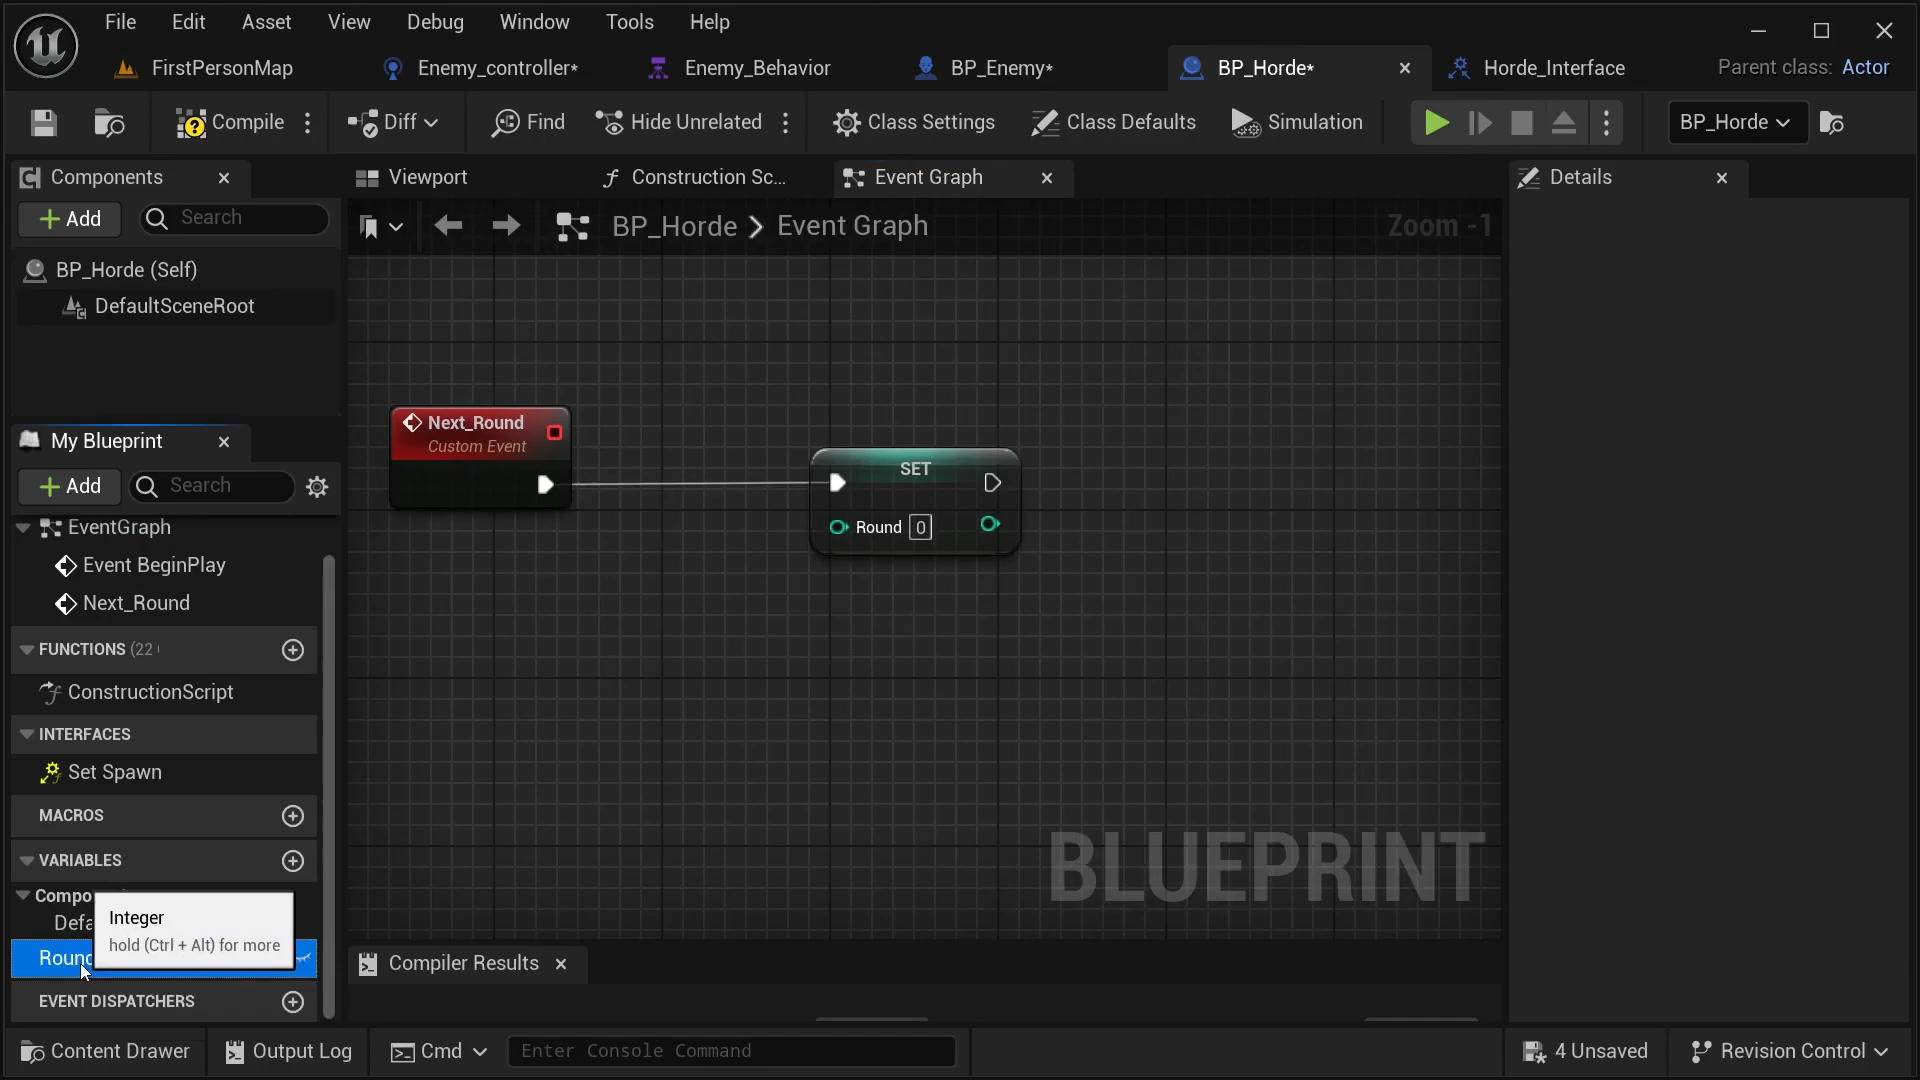 File Edit Asset View Debug Window Tools Help
FirstPersonMap Enemy_controller* Enemy_Behavior BP_Enemy* BP_Horde* Horde_Interface Parent class: Actor
Compile Diff Find Hide Unrelated Class Settings Class Defaults Simulation BP_Horde
Components Viewport Construction Sc... Event Graph Details
Add Search
BP_Horde > Event Graph Zoom -1
BP_Horde (Self)
DefaultSceneRoot
My Blueprint
Add Search
EventGraph
Event BeginPlay
Next_Round
FUNCTIONS (22
ConstructionScript
INTERFACES
Set Spawn
MACROS
VARIABLES
Compo
Defa
Round
Integer
hold (Ctrl + Alt) for more
EVENT DISPATCHERS
Next_Round
Custom Event
SET
Round 0
BLUEPRINT
Compiler Results
Content Drawer Output Log Cmd Enter Console Command 4 Unsaved Revision Control